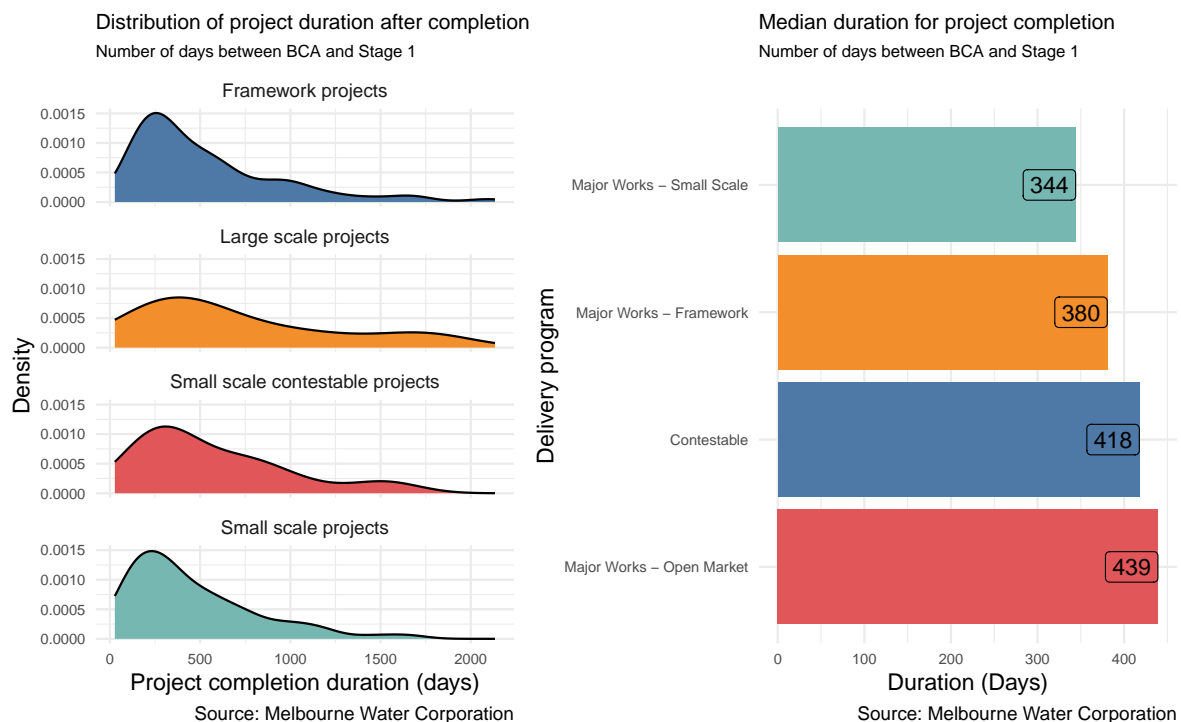 Distribution of project duration after completion
Number of days between BCA and Stage 1
Framework projects
0.0015
0.0010
0.0005
0.0000
Large scale projects
0.0015
0.0010
0.0005
0.0000
Small scale contestable projects
0.0015
0.0010
0.0005
0.0000
Small scale projects
0.0015
0.0010
0.0005
0.0000
Density
0 500 1000 1500 2000
Project completion duration (days)
Source: Melbourne Water Corporation
Median duration for project completion
Number of days between BCA and Stage 1
Delivery program
Major Works – Small Scale 344
Major Works – Framework 380
Contestable 418
Major Works – Open Market 439
0 100 200 300 400
Duration (Days)
Source: Melbourne Water Corporation